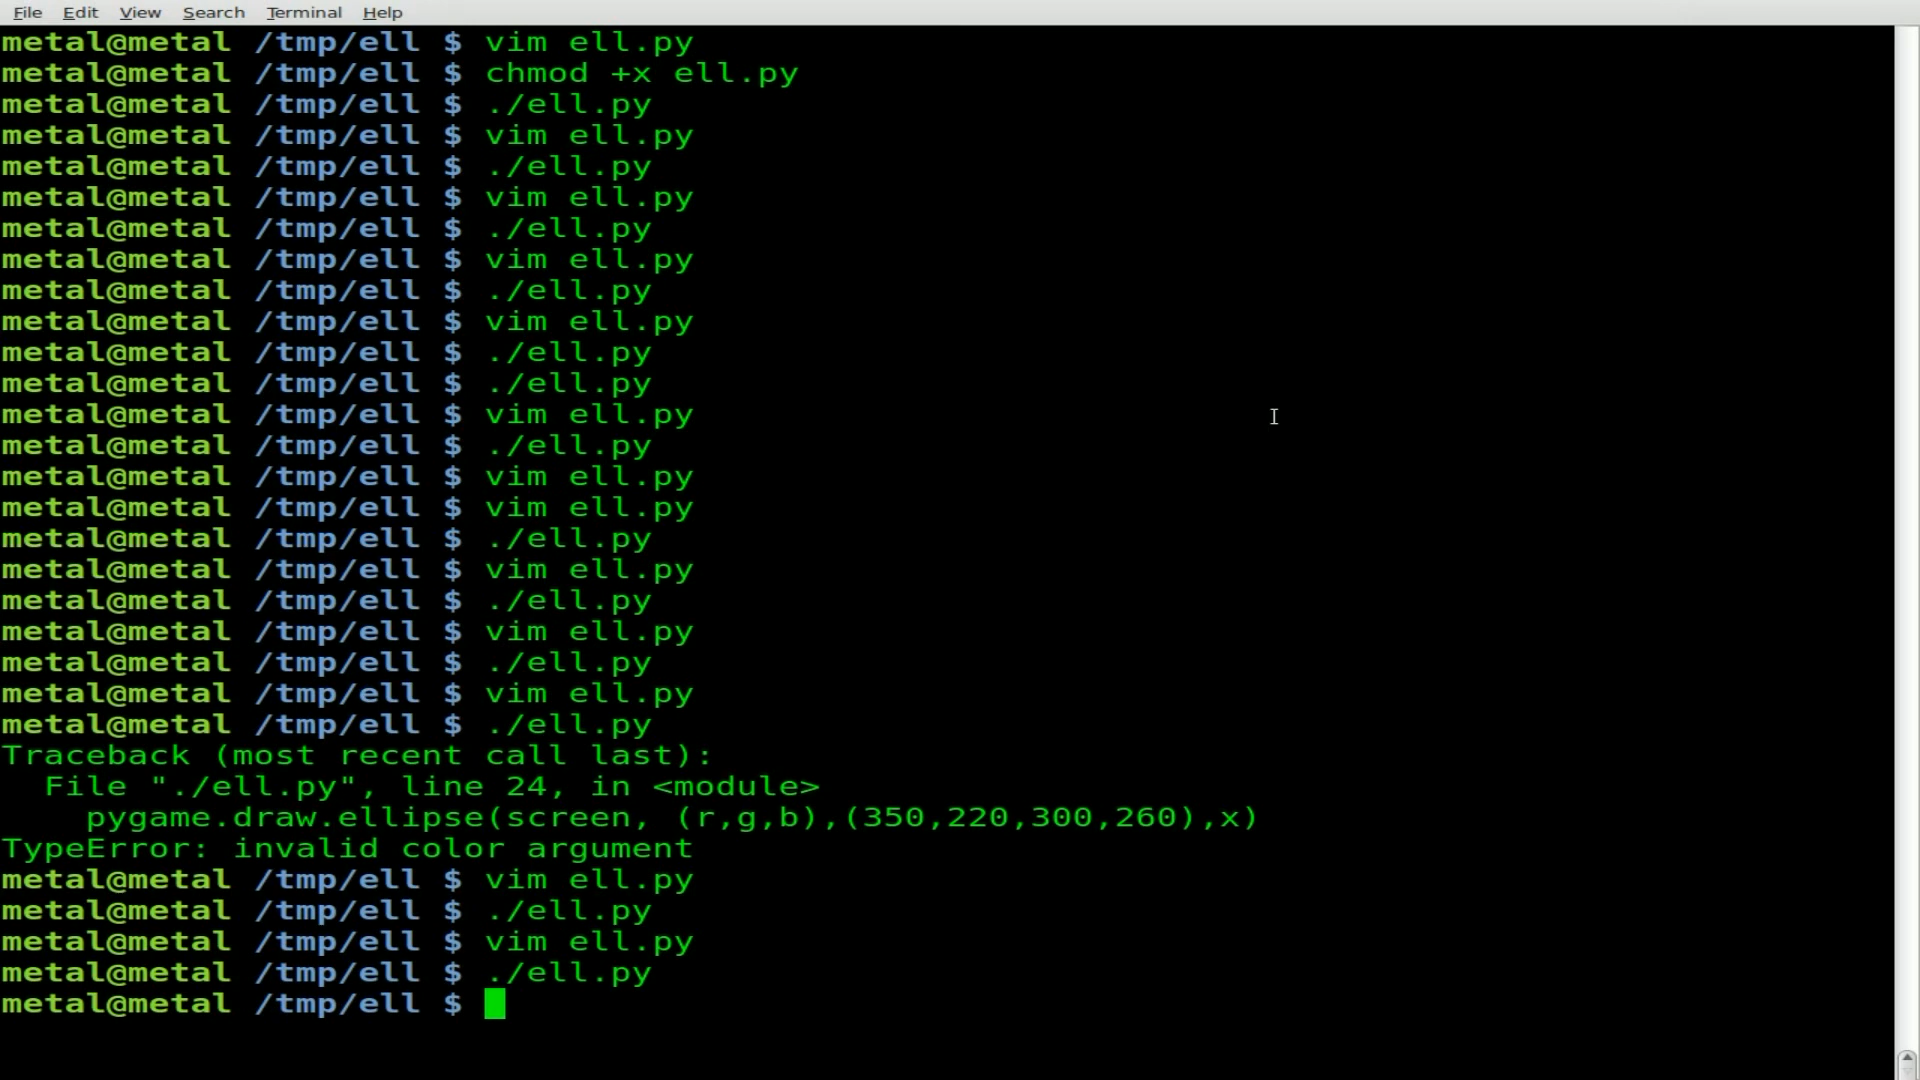 File Edit View Search Terminal Help
metal@metal /tmp/ell $ vim ell.py
metal@metal /tmp/ell $ chmod +x ell.py
metal@metal /tmp/ell $ ./ell.py
metal@metal /tmp/ell $ vim ell.py
metal@metal /tmp/ell $ ./ell.py
metal@metal /tmp/ell $ vim ell.py
metal@metal /tmp/ell $ ./ell.py
metal@metal /tmp/ell $ vim ell.py
metal@metal /tmp/ell $ ./ell.py
metal@metal /tmp/ell $ vim ell.py
metal@metal /tmp/ell $ ./ell.py
metal@metal /tmp/ell $ ./ell.py
metal@metal /tmp/ell $ vim ell.py
metal@metal /tmp/ell $ ./ell.py
metal@metal /tmp/ell $ vim ell.py
metal@metal /tmp/ell $ vim ell.py
metal@metal /tmp/ell $ ./ell.py
metal@metal /tmp/ell $ vim ell.py
metal@metal /tmp/ell $ ./ell.py
metal@metal /tmp/ell $ vim ell.py
metal@metal /tmp/ell $ ./ell.py
metal@metal /tmp/ell $ vim ell.py
metal@metal /tmp/ell $ ./ell.py
Traceback (most recent call last):
  File "./ell.py", line 24, in <module>
    pygame.draw.ellipse(screen, (r,g,b),(350,220,300,260),x)
TypeError: invalid color argument
metal@metal /tmp/ell $ vim ell.py
metal@metal /tmp/ell $ ./ell.py
metal@metal /tmp/ell $ vim ell.py
metal@metal /tmp/ell $ ./ell.py
metal@metal /tmp/ell $